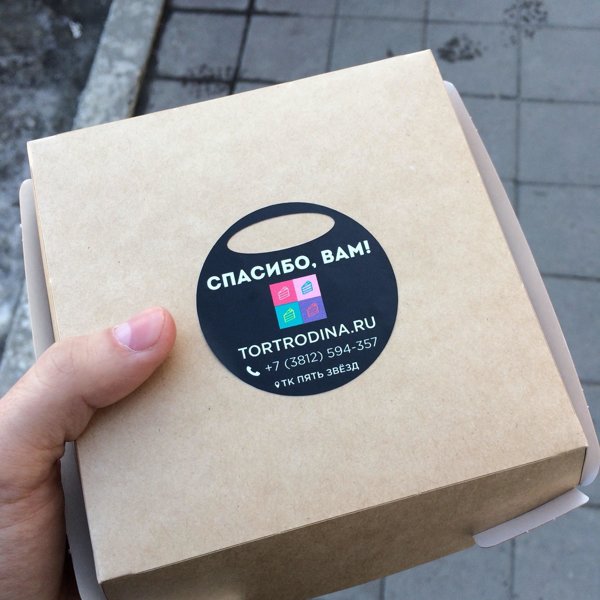 СПАСИБО, ВАМ!
TORTRODINA.RU
+7 (3812) 594-357
ТК ПЯТЬ ЗВЁЗД